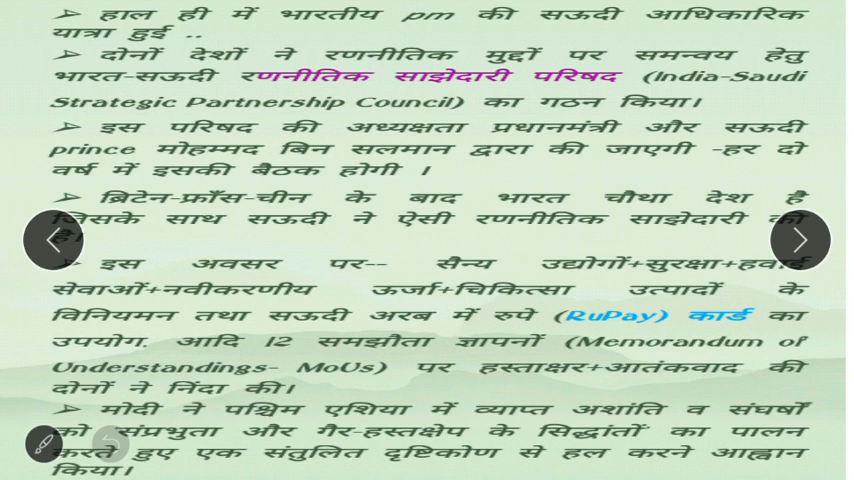 ➢ हाल ही में भारतीय pm की सऊदी आधिकारिक
यात्रा हुई ..
➢ दोनों देशों ने रणनीतिक मुद्दों पर समन्वय हेतु
भारत-सऊदी रणनीतिक साझेदारी परिषद (India-Saudi
Strategic Partnership Council) का गठन किया।
➢ इस परिषद की अध्यक्षता प्रधानमंत्री और सऊदी
prince मोहम्मद बिन सलमान द्वारा की जाएगी -हर दो
वर्ष में इसकी बैठक होगी ।
➢ ब्रिटेन-फ्राँस-चीन के बाद भारत चौथा देश है
जिसके साथ सऊदी ने ऐसी रणनीतिक साझेदारी की
है।
➢ इस अवसर पर-- सैन्य उद्योगों+सुरक्षा+हवाई
सेवाओं+नवीकरणीय ऊर्जा+चिकित्सा उत्पादों के
विनियमन तथा सऊदी अरब में रुपे (RuPay) कार्ड का
उपयोग. आदि 12 समझौता ज्ञापनों (Memorandum of
Understandings- MoUs) पर हस्ताक्षर+आतंकवाद की
दोनों ने निंदा की।
➢ मोदी ने पश्चिम एशिया में व्याप्त अशांति व संघर्षों
को संप्रभुता और गैर-हस्तक्षेप के सिद्धांतों का पालन
करते हुए एक संतुलित दृष्टिकोण से हल करने आह्वान
किया।